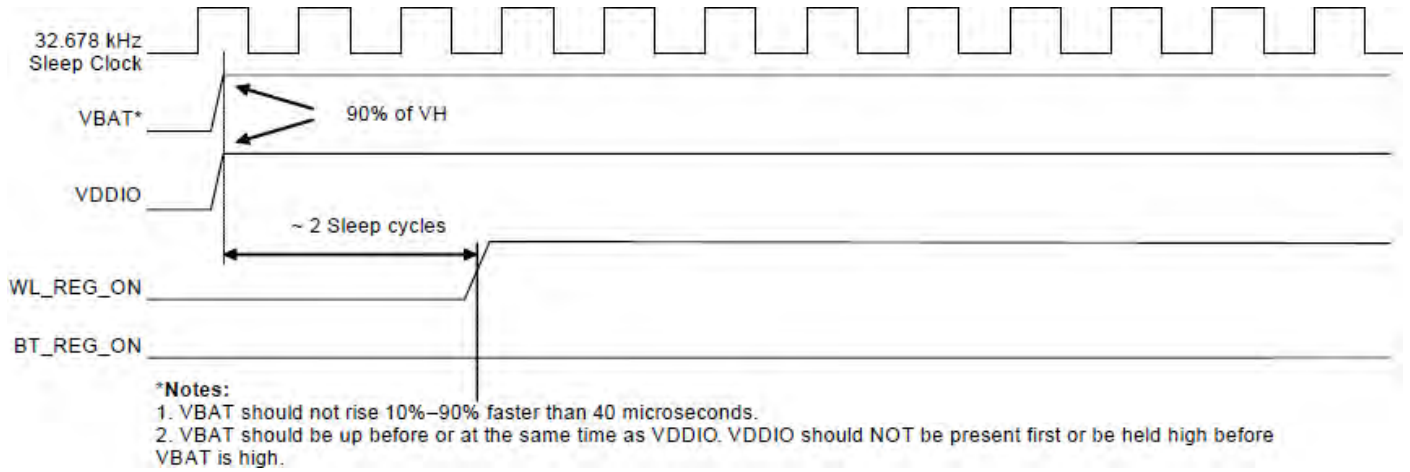 32.678 kHz
Sleep Clock
VBAT*
90% of VH
VDDIO
~ 2 Sleep cycles
WL_REG_ON
BT_REG_ON
*Notes:
1. VBAT should not rise 10%–90% faster than 40 microseconds.
2. VBAT should be up before or at the same time as VDDIO. VDDIO should NOT be present first or be held high before
VBAT is high.